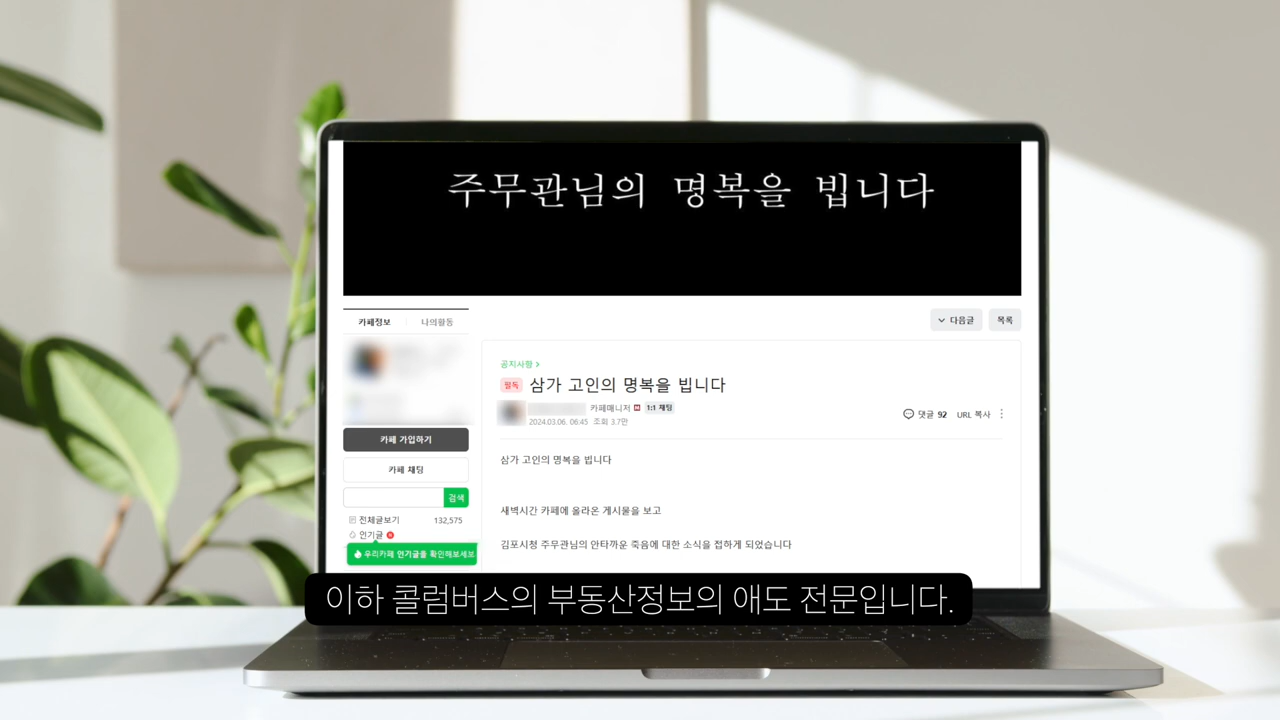 주무관님의 명복을 빕니다
카페정보 나의활동
다음글 목록
공지사항 >
필독 삼가 고인의 명복을 빕니다
카페매니저 1:1 채팅
2024.03.06. 06:45 조회 3.7만
댓글 92 URL 복사
카페 가입하기
삼가 고인의 명복을 빕니다
카페 채팅
검색
새벽시간 카페에 올라온 게시물을 보고
전체글보기 132,575
인기글
김포시청 주무관님의 안타까운 죽음에 대한 소식을 접하게 되었습니다
우리카페 인기글을 확인해보세요
이하 콜럼버스의 부동산정보의 애도 전문입니다.